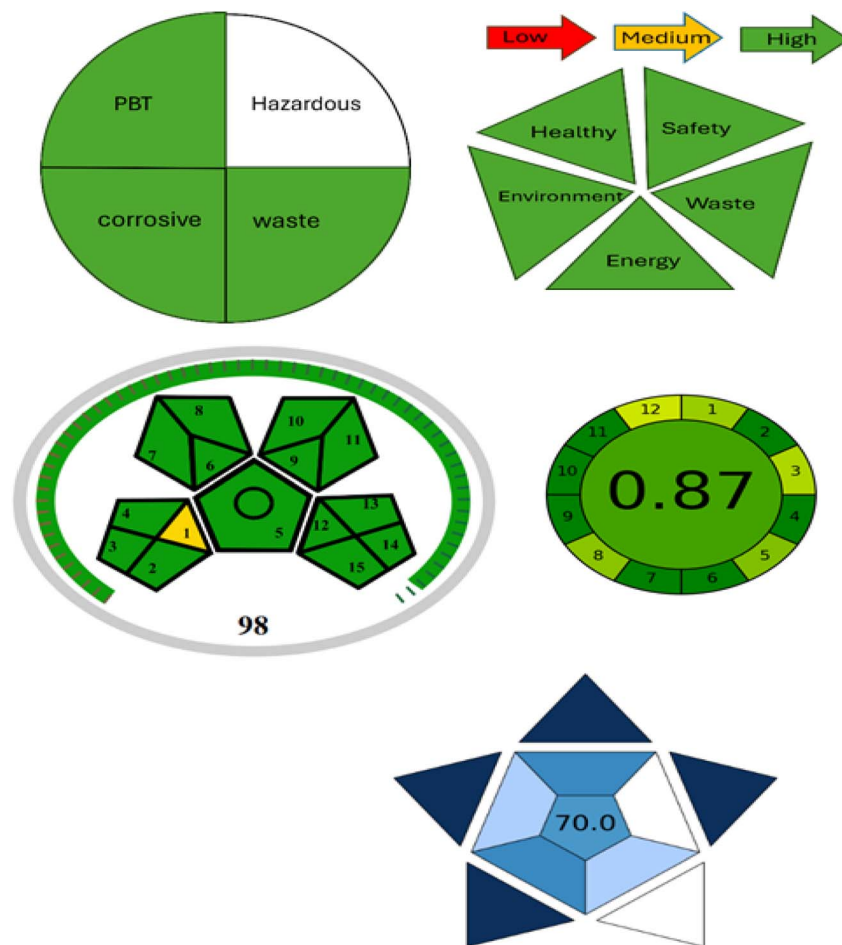 PBT
Hazardous
corrosive
waste
Low
Medium
High
Healthy
Safety
Environment
Waste
Energy
8
10
7
6
9
11
4
1
3
2
5
12
13
14
15
98
12
1
11
2
10
3
0.87
9
4
8
5
7
6
70.0